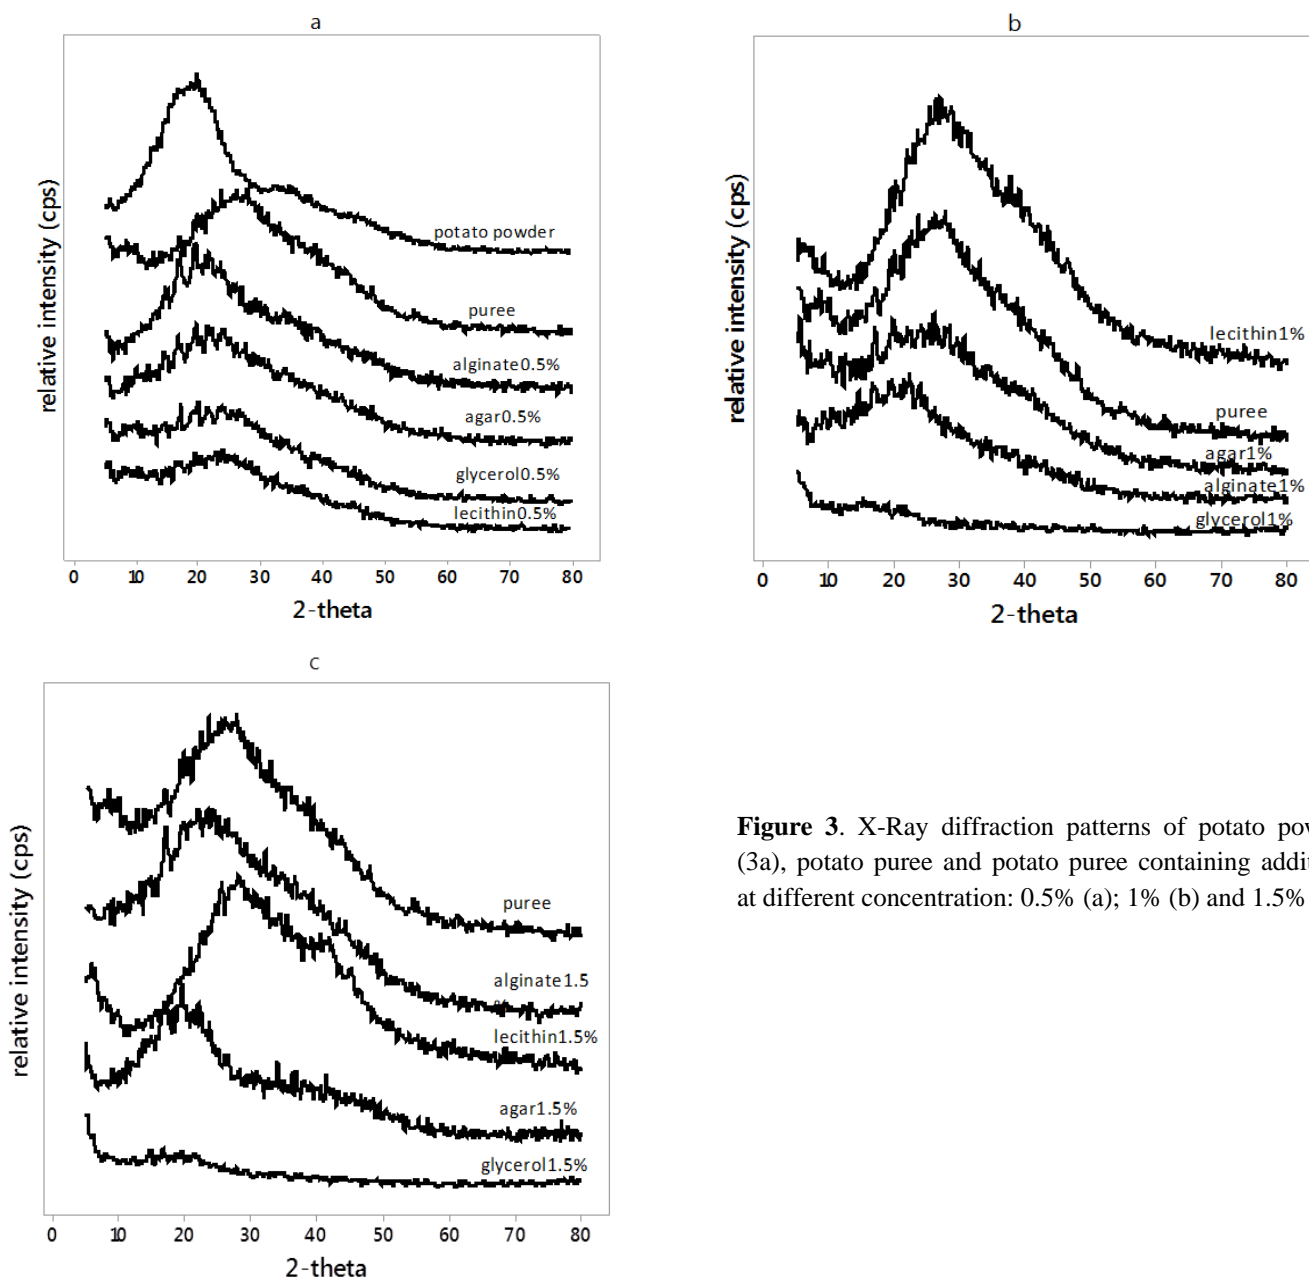 a
relative intensity (cps)
potato powder
puree
alginate0.5%
agar0.5%
glycerol0.5%
lecithin0.5%
0 10 20 30 40 50 60 70 80
2-theta
b
relative intensity (cps)
lecithin1%
puree
agar1%
alginate1%
glycerol1%
0 10 20 30 40 50 60 70 80
2-theta
c
relative intensity (cps)
puree
alginate1.5
%
lecithin1.5%
agar1.5%
glycerol1.5%
0 10 20 30 40 50 60 70 80
2-theta
Figure 3. X-Ray diffraction patterns of potato pow
(3a), potato puree and potato puree containing addit
at different concentration: 0.5% (a); 1% (b) and 1.5%